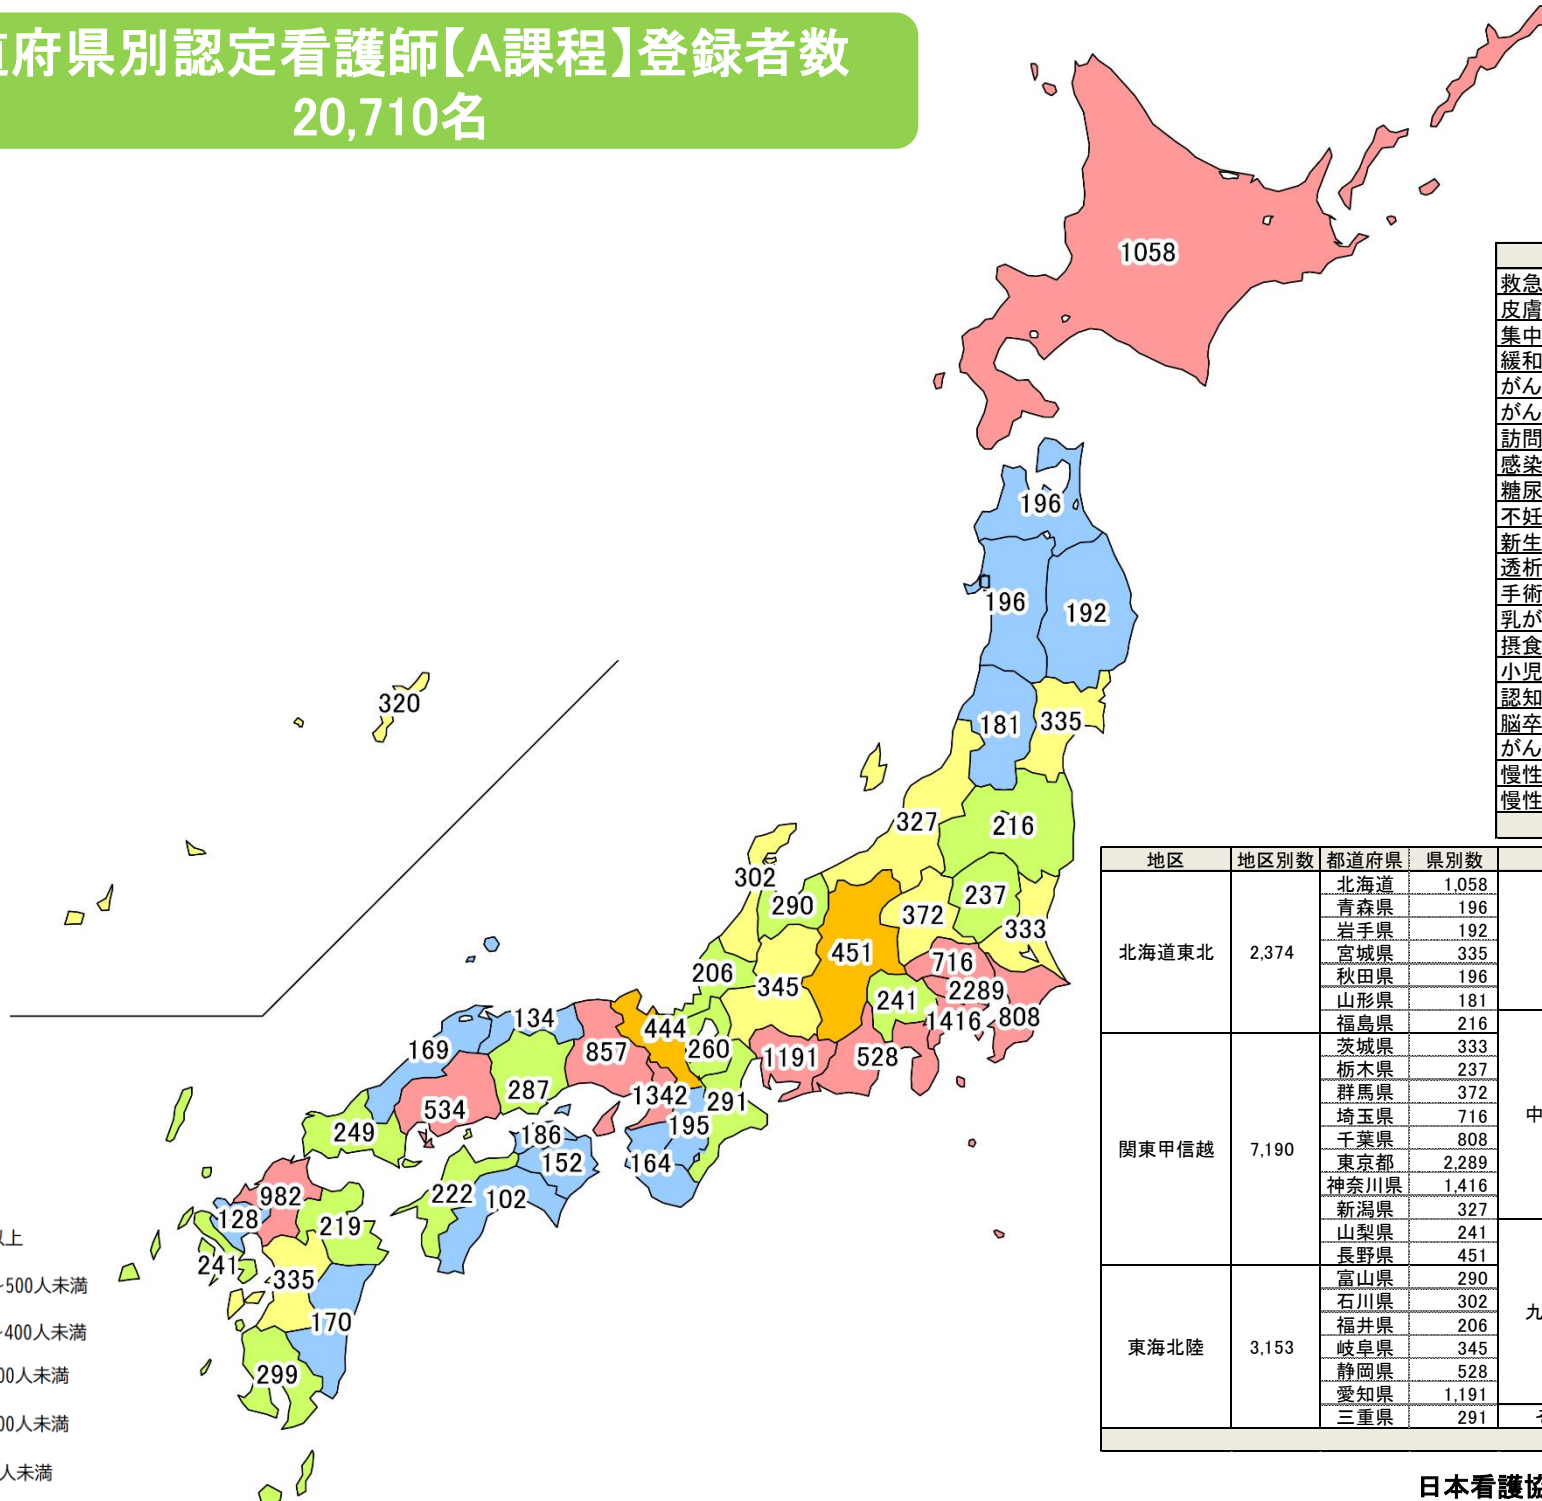 道府県別認定看護師【A課程】登録者数
20,710名
1058
196
196
192
181
335
320
327
216
302
290
237
372
333
451
716
206
345
2289
241
1416
808
134
444
169
857
260
1191
528
287
1342
291
534
195
249
186
152
164
982
222
102
128
219
241
335
170
299
以上
~500人未満
~400人未満
00人未満
00人未満
人未満
救急
皮膚
集中
緩和
がん
がん
訪問
感染
糖尿
不妊
新生
透析
手術
乳が
摂食
小児
認知
脳卒
がん
慢性
慢性
地区 地区別数 都道府県 県別数
北海道東北 2,374
北海道 1,058
青森県 196
岩手県 192
宮城県 335
秋田県 196
山形県 181
福島県 216
関東甲信越 7,190
茨城県 333
栃木県 237
群馬県 372
埼玉県 716
千葉県 808
東京都 2,289
神奈川県 1,416
新潟県 327
山梨県 241
長野県 451
東海北陸 3,153
富山県 290
石川県 302
福井県 206
岐阜県 345
静岡県 528
愛知県 1,191
三重県 291
中
九
日本看護協